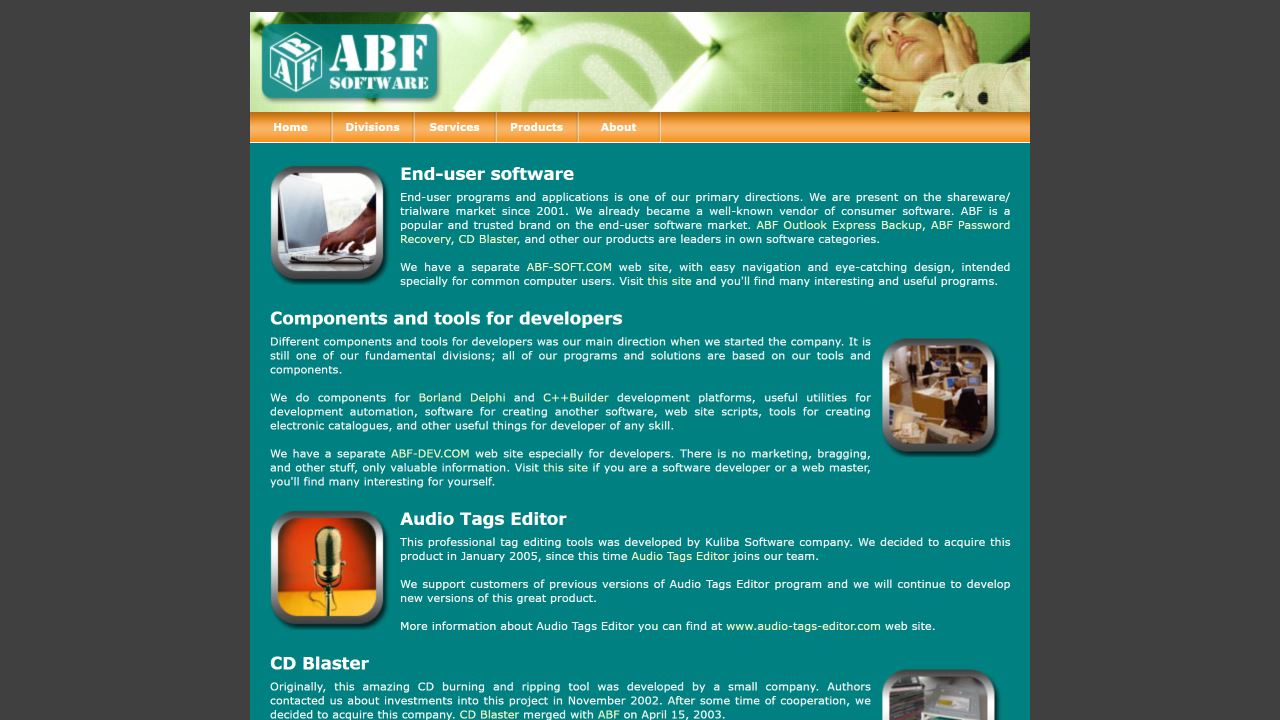 ABF
SOFTWARE
Home Divisions Services Products About
End-user software
End-user programs and applications is one of our primary directions. We are present on the shareware/
trialware market since 2001. We already became a well-known vendor of consumer software. ABF is a
popular and trusted brand on the end-user software market. ABF Outlook Express Backup, ABF Password
Recovery, CD Blaster, and other our products are leaders in own software categories.
We have a separate ABF-SOFT.COM web site, with easy navigation and eye-catching design, intended
specially for common computer users. Visit this site and you'll find many interesting and useful programs.
Components and tools for developers
Different components and tools for developers was our main direction when we started the company. It is
still one of our fundamental divisions; all of our programs and solutions are based on our tools and
components.
We do components for Borland Delphi and C++Builder development platforms, useful utilities for
development automation, software for creating another software, web site scripts, tools for creating
electronic catalogues, and other useful things for developer of any skill.
We have a separate ABF-DEV.COM web site especially for developers. There is no marketing, bragging,
and other stuff, only valuable information. Visit this site if you are a software developer or a web master,
you'll find many interesting for yourself.
Audio Tags Editor
This professional tag editing tools was developed by Kuliba Software company. We decided to acquire this
product in January 2005, since this time Audio Tags Editor joins our team.
We support customers of previous versions of Audio Tags Editor program and we will continue to develop
new versions of this great product.
More information about Audio Tags Editor you can find at www.audio-tags-editor.com web site.
CD Blaster
Originally, this amazing CD burning and ripping tool was developed by a small company. Authors
contacted us about investments into this project in November 2002. After some time of cooperation, we
decided to acquire this company. CD Blaster merged with ABF on April 15, 2003.